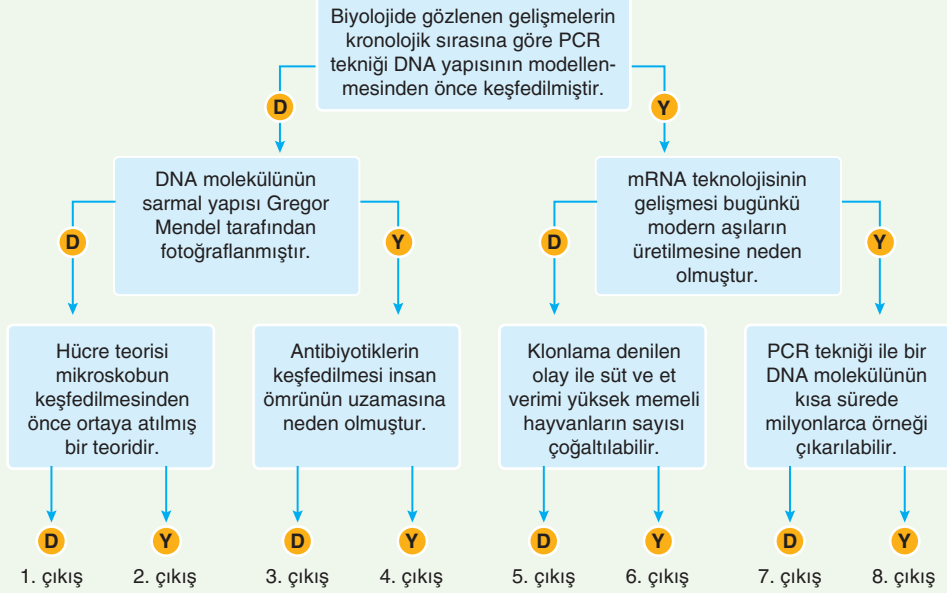 Biyolojide gözlenen gelişmelerin
kronolojik sırasına göre PCR
tekniği DNA yapısının modellen-
mesinden önce keşfedilmiştir.
D
Y
DNA molekülünün
sarmal yapısı Gregor
Mendel tarafından
fotoğraflanmıştır.
mRNA teknolojisinin
gelişmesi bugünkü
modern aşıların
üretilmesine neden
olmuştur.
D
Y
D
Y
Hücre teorisi
mikroskobun
keşfedilmesinden
önce ortaya atılmış
bir teoridir.
Antibiyotiklerin
keşfedilmesi insan
ömrünün uzamasına
neden olmuştur.
Klonlama denilen
olay ile süt ve et
verimi yüksek memeli
hayvanların sayısı
çoğaltılabilir.
PCR tekniği ile bir
DNA molekülünün
kısa sürede
milyonlarca örneği
çıkarılabilir.
D
Y
D
Y
D
Y
D
Y
1. çıkış
2. çıkış
3. çıkış
4. çıkış
5. çıkış
6. çıkış
7. çıkış
8. çıkış